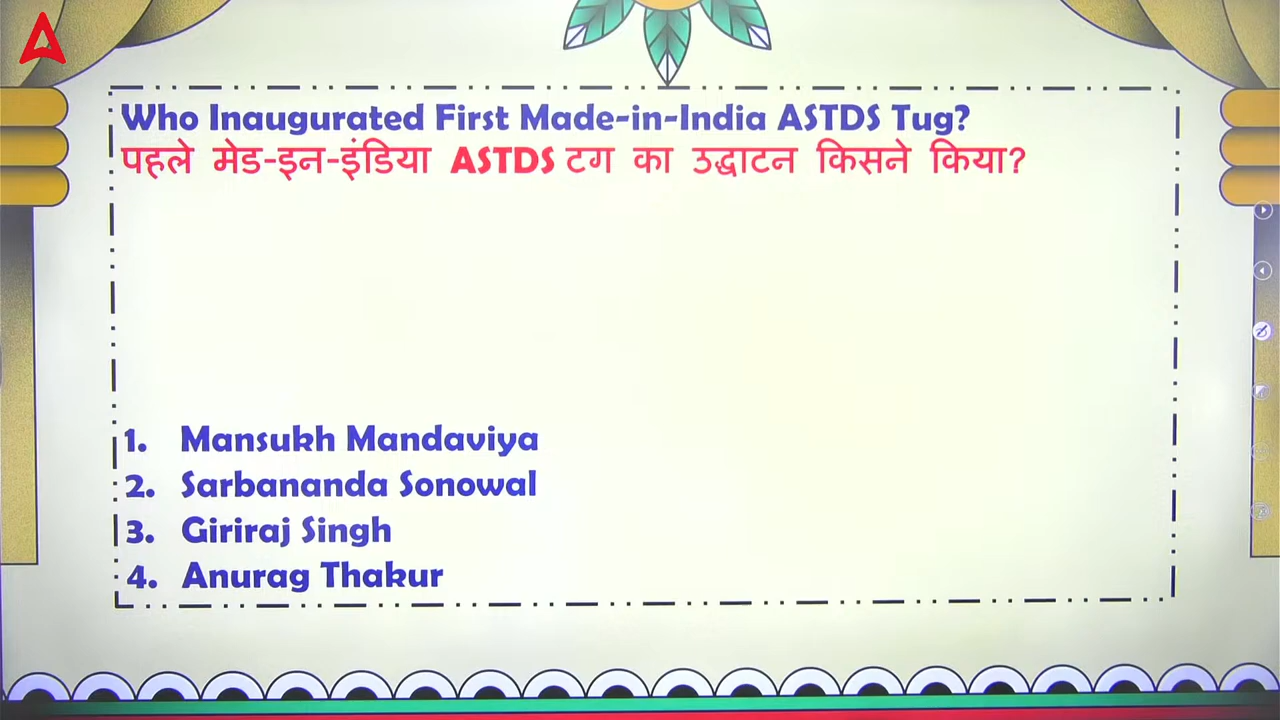 Who Inaugurated First Made-in-India ASTDS Tug?
पहले मेड-इन-इंडिया ASTDS टग का उद्घाटन किसने किया?
1. Mansukh Mandaviya
2. Sarbananda Sonowal
3. Giriraj Singh
4. Anurag Thakur